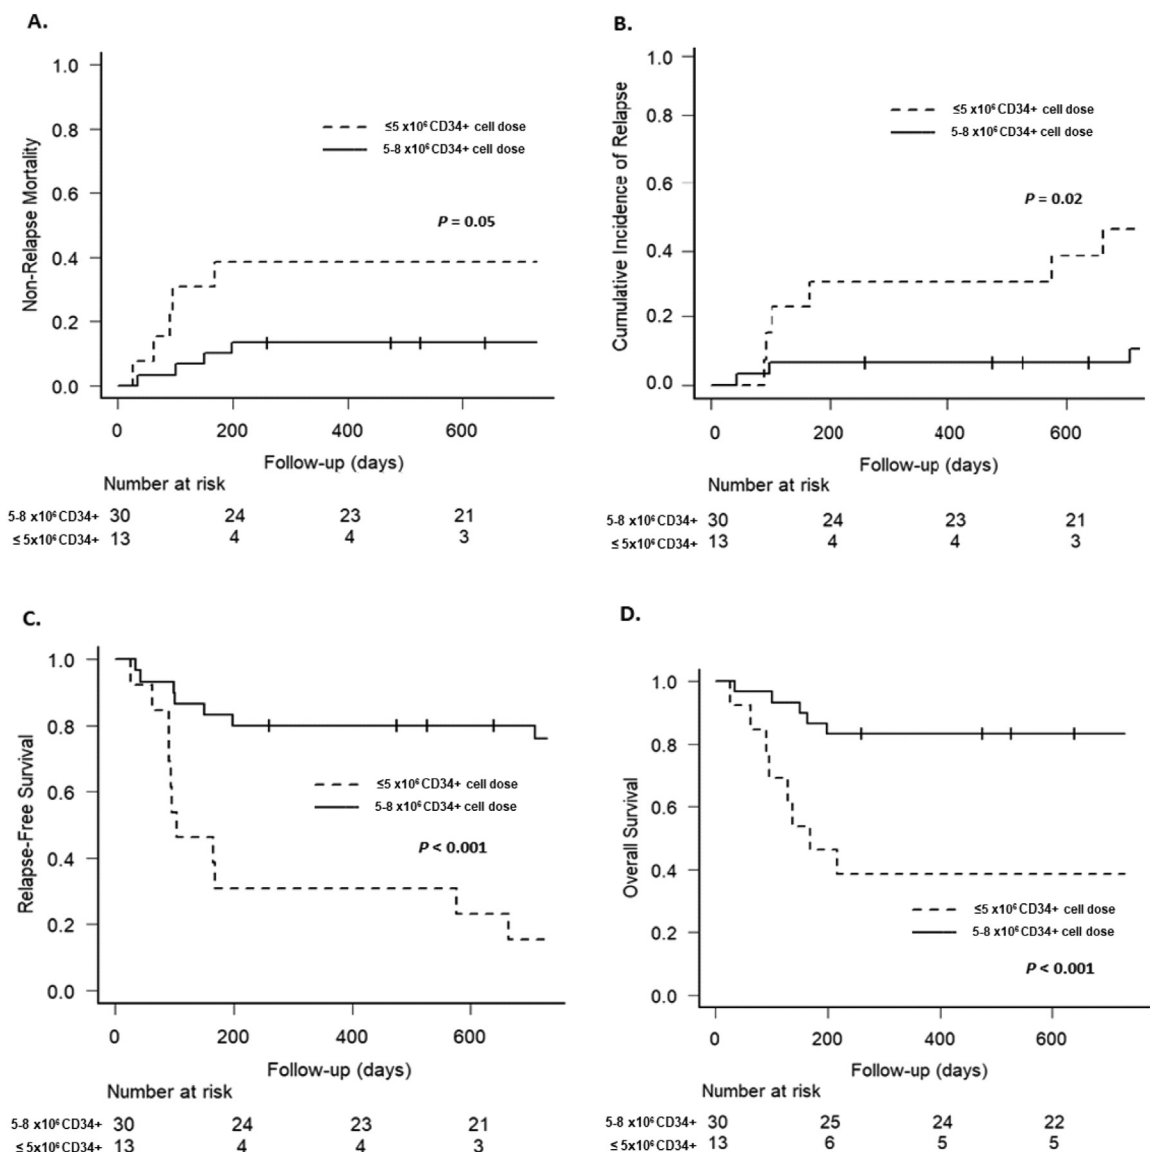 A.
Non-Relapse Mortality
1.0
0.8
0.6
0.4
0.2
0.0
≤5 x10⁶ CD34+ cell dose
5-8 x10⁶ CD34+ cell dose
P = 0.05
0 200 400 600
Follow-up (days)
Number at risk
5-8 x10⁶ CD34+ 30 24 23 21
≤ 5x10⁶ CD34+ 13 4 4 3
B.
Cumulative Incidence of Relapse
1.0
0.8
0.6
0.4
0.2
0.0
≤5 x10⁶ CD34+ cell dose
5-8 x10⁶ CD34+ cell dose
P = 0.02
0 200 400 600
Follow-up (days)
Number at risk
5-8 x10⁶ CD34+ 30 24 23 21
≤ 5x10⁶ CD34+ 13 4 4 3
C.
Relapse-Free Survival
1.0
0.8
0.6
0.4
0.2
0.0
≤5 x10⁶ CD34+ cell dose
5-8 x10⁶ CD34+ cell dose
P < 0.001
0 200 400 600
Follow-up (days)
Number at risk
5-8 x10⁶ CD34+ 30 24 23 21
≤ 5x10⁶ CD34+ 13 4 4 3
D.
Overall Survival
1.0
0.8
0.6
0.4
0.2
0.0
≤5 x10⁶ CD34+ cell dose
5-8 x10⁶ CD34+ cell dose
P < 0.001
0 200 400 600
Follow-up (days)
Number at risk
5-8 x10⁶ CD34+ 30 25 24 22
≤ 5x10⁶ CD34+ 13 6 5 5